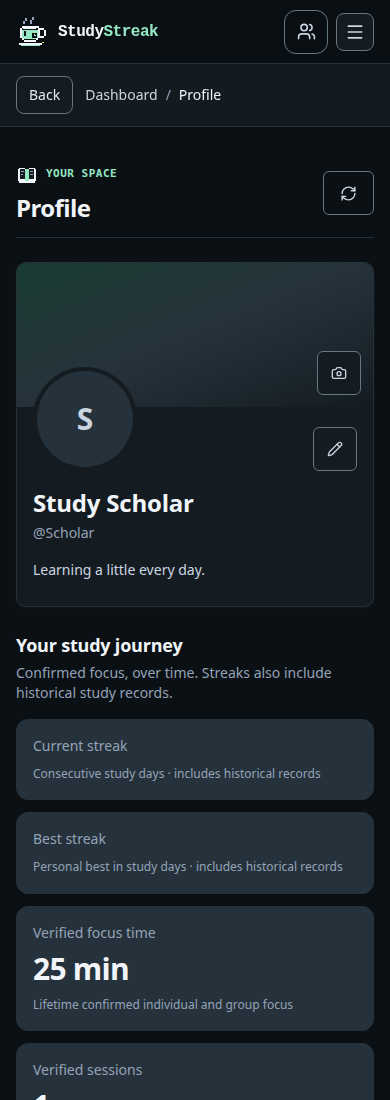 StudyStreak
Back
Dashboard / Profile
YOUR SPACE
Profile
S
Study Scholar
@Scholar
Learning a little every day.
Your study journey
Confirmed focus, over time. Streaks also include
historical study records.
Current streak
Consecutive study days · includes historical records
Best streak
Personal best in study days · includes historical records
Verified focus time
25 min
Lifetime confirmed individual and group focus
Verified sessions